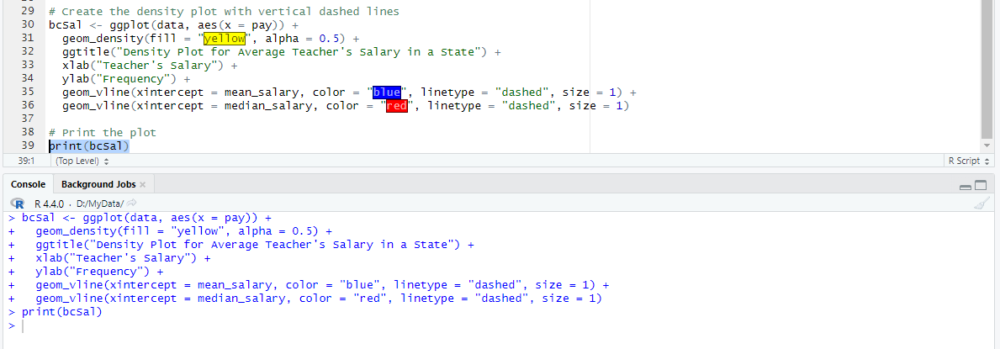 29 # Create the density plot with vertical dashed lines
30 bcSal <- ggplot(data, aes(x = pay)) +
31 geom_density(fill = "yellow", alpha = 0.5) +
32 ggtitle("Density Plot for Average Teacher's Salary in a State") +
33 xlab("Teacher's Salary") +
34 ylab("Frequency") +
35 geom_vline(xintercept = mean_salary, color = "blue", linetype = "dashed", size = 1) +
36 geom_vline(xintercept = median_salary, color = "red", linetype = "dashed", size = 1)
37
38 # Print the plot
39 print(bcSal)
39:1 (Top Level) R Script
Console Background Jobs
R R 4.4.0 · D:/MyData/
> bcSal <- ggplot(data, aes(x = pay)) +
+ geom_density(fill = "yellow", alpha = 0.5) +
+ ggtitle("Density Plot for Average Teacher's Salary in a State") +
+ xlab("Teacher's Salary") +
+ ylab("Frequency") +
+ geom_vline(xintercept = mean_salary, color = "blue", linetype = "dashed", size = 1) +
+ geom_vline(xintercept = median_salary, color = "red", linetype = "dashed", size = 1)
> print(bcSal)
>